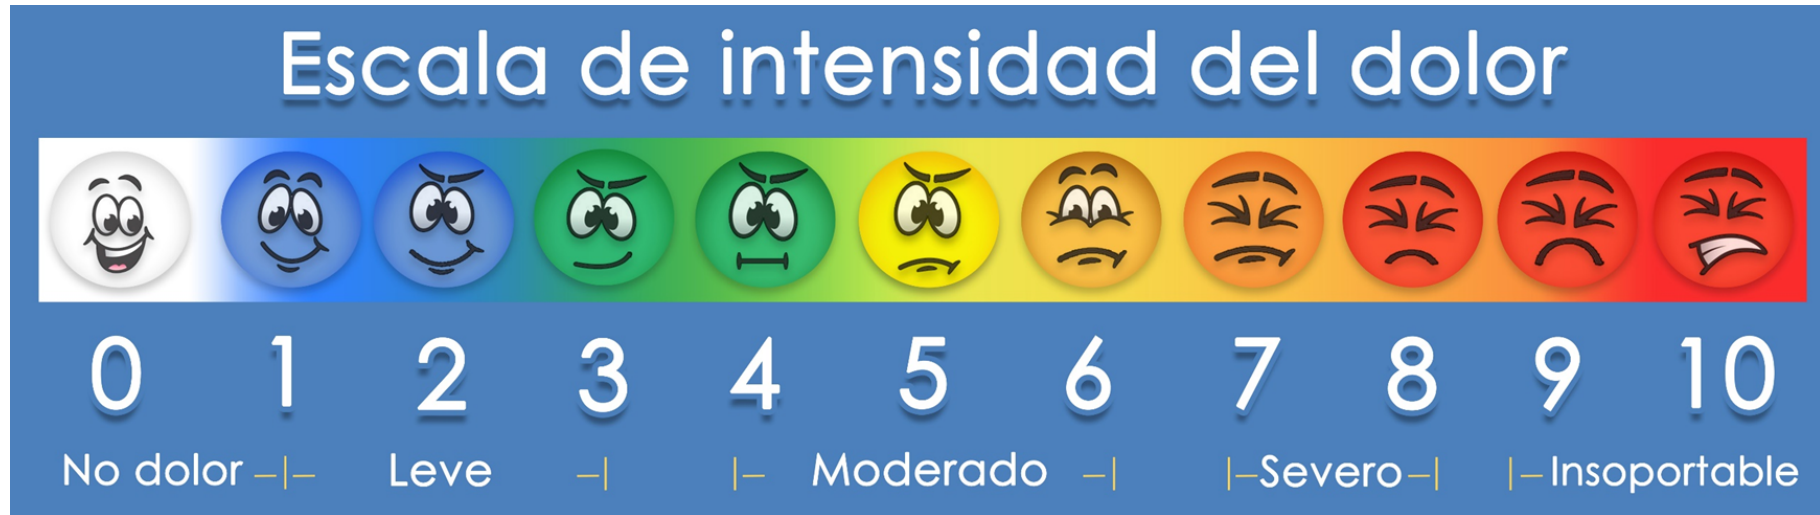 Escala de intensidad del dolor
0 1 2 3 4 5 6 7 8 9 10
No dolor Leve Moderado Severo Insoportable